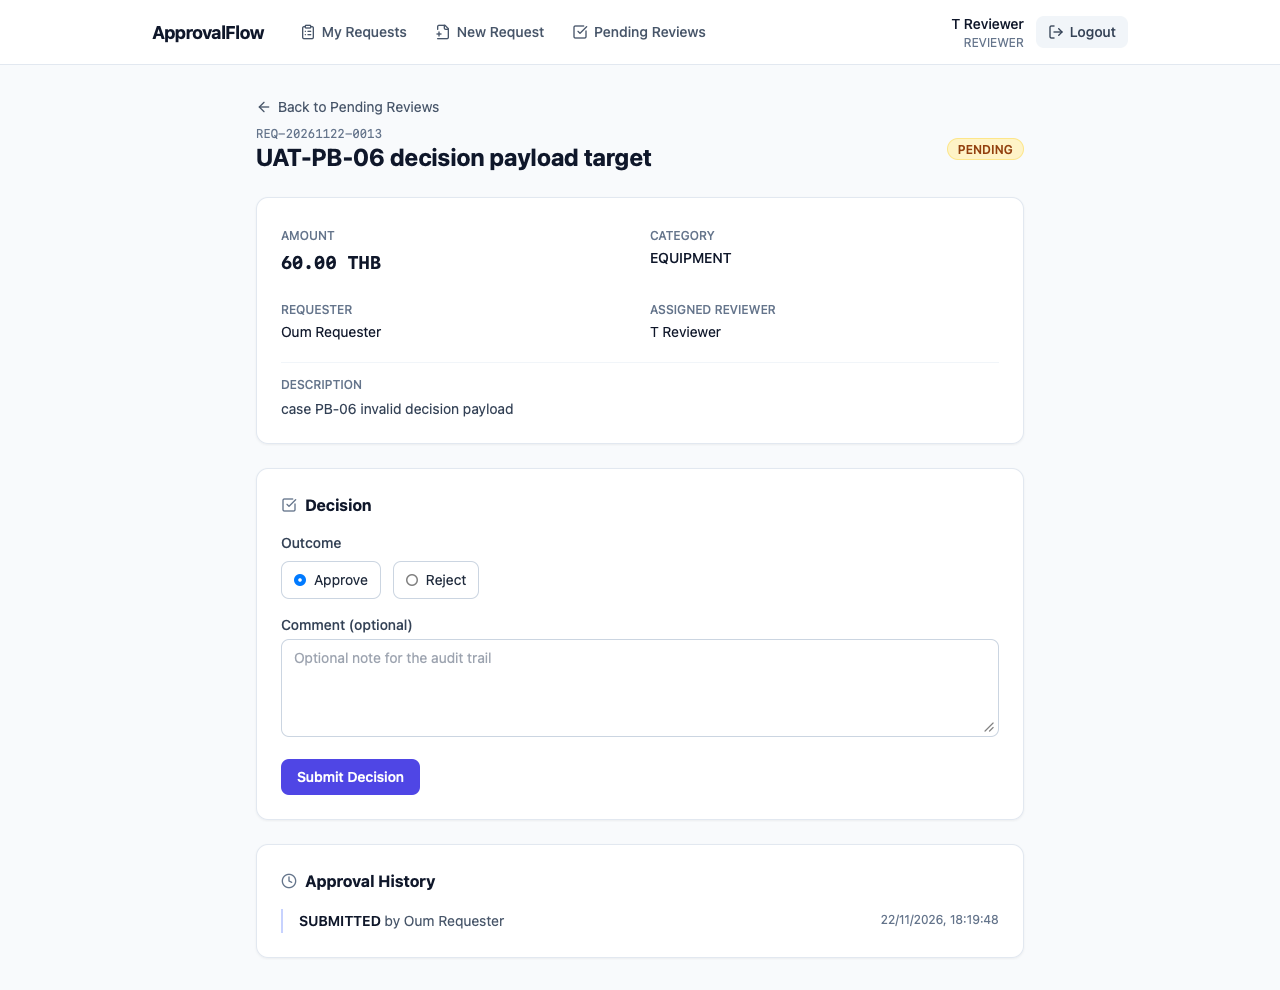 ApprovalFlow
My Requests
New Request
Pending Reviews
T Reviewer
REVIEWER
Logout
Back to Pending Reviews
REQ-20261122-0013
UAT-PB-06 decision payload target
PENDING
AMOUNT
60.00 THB
CATEGORY
EQUIPMENT
REQUESTER
Oum Requester
ASSIGNED REVIEWER
T Reviewer
DESCRIPTION
case PB-06 invalid decision payload
Decision
Outcome
Approve
Reject
Comment (optional)
Optional note for the audit trail
Submit Decision
Approval History
SUBMITTED by Oum Requester
22/11/2026, 18:19:48